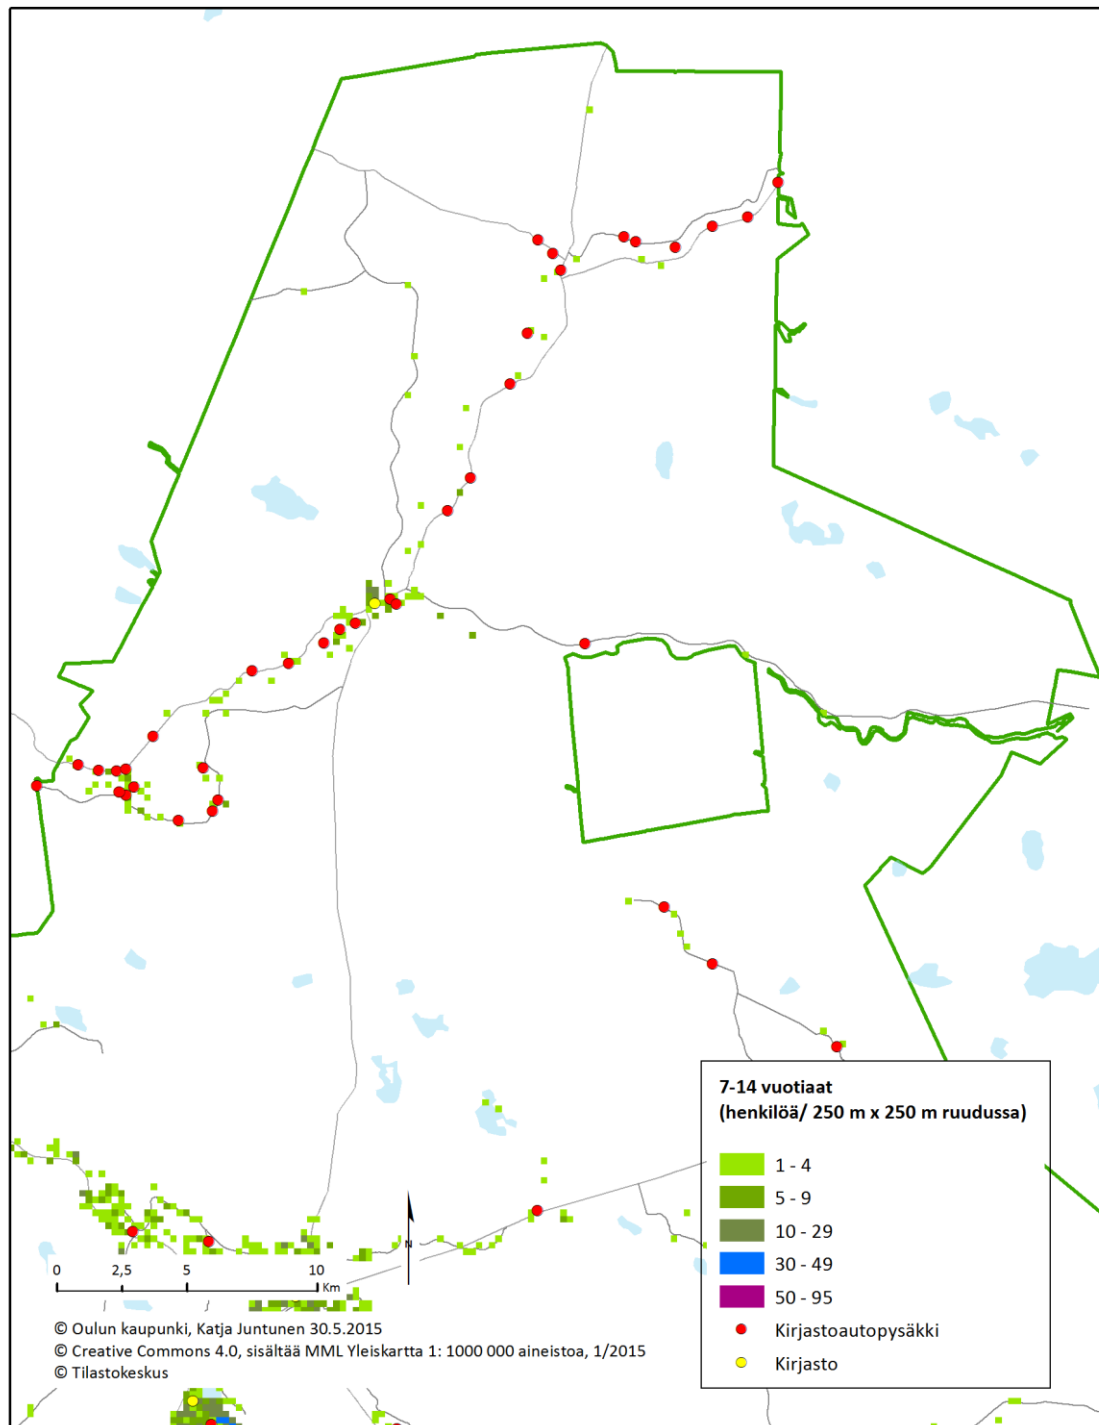 7-14 vuotiaat
(henkilöä/ 250 m x 250 m ruudussa)
1 - 4
5 - 9
10 - 29
30 - 49
50 - 95
Kirjastoautopysäkki
Kirjasto
N
0 2,5 5 10
Km
© Oulun kaupunki, Katja Juntunen 30.5.2015
© Creative Commons 4.0, sisältää MML Yleiskartta 1: 1000 000 aineistoa, 1/2015
© Tilastokeskus